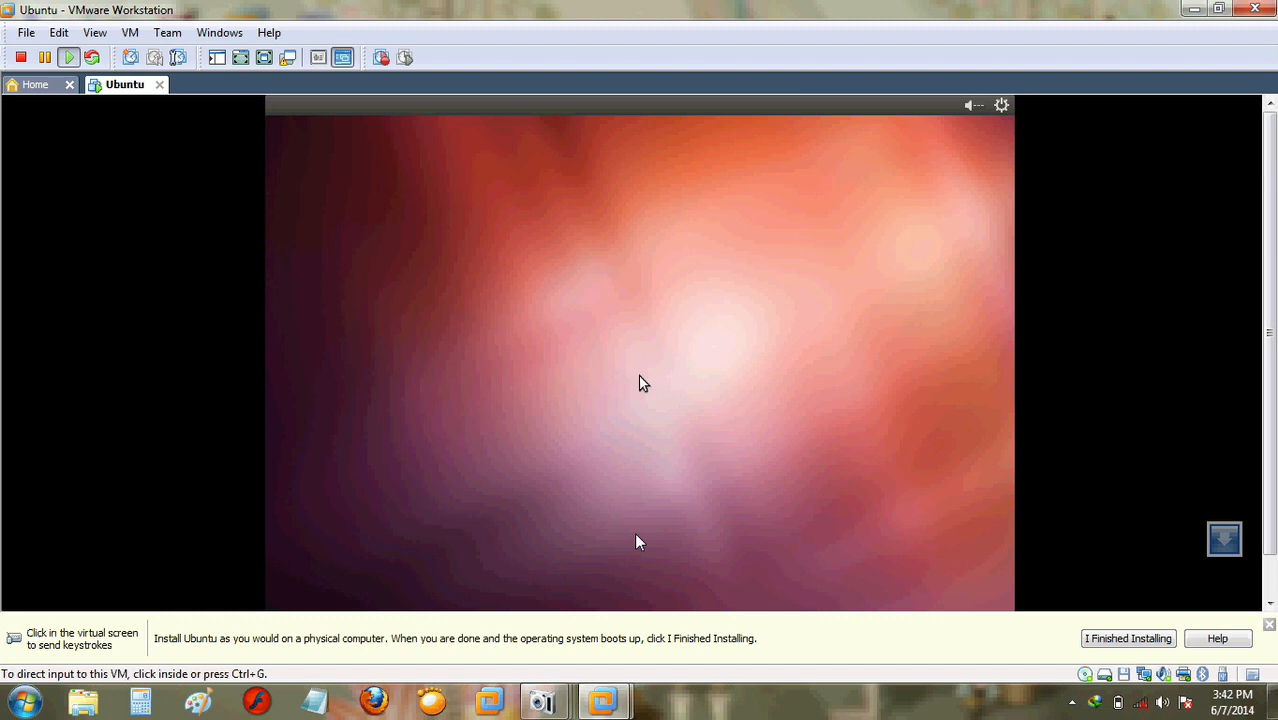 Ubuntu - VMware Workstation
File Edit View VM Team Windows Help
Home Ubuntu
Click in the virtual screen
to send keystrokes
Install Ubuntu as you would on a physical computer. When you are done and the operating system boots up, click I Finished Installing.
I Finished Installing Help
To direct input to this VM, click inside or press Ctrl+G.
3:42 PM
6/7/2014